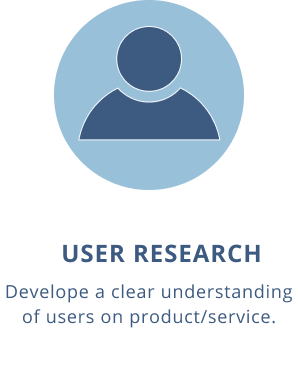 USER RESEARCH
Develope a clear understanding
of users on product/service.